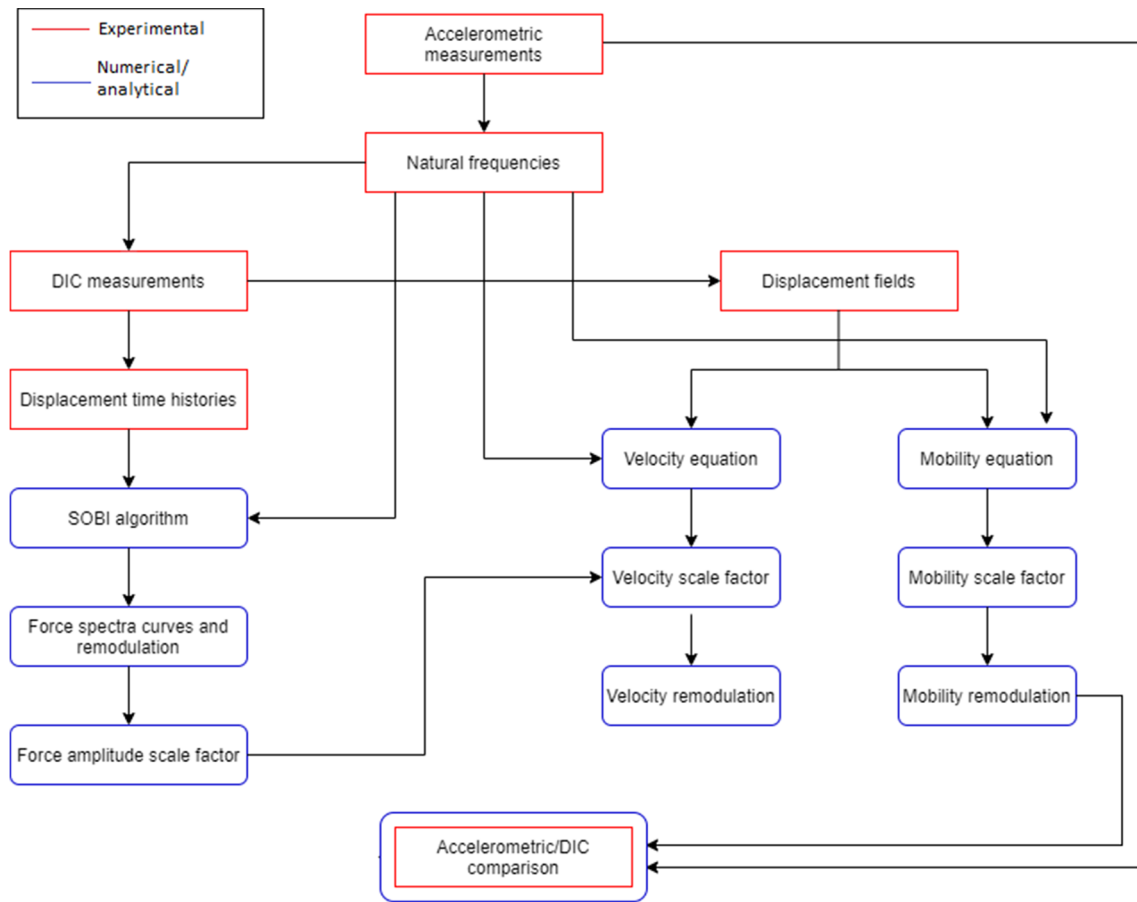 Experimental
Numerical/
analytical
Accelerometric
measurements
Natural frequencies
DIC measurements
Displacement fields
Displacement time histories
Velocity equation
Mobility equation
SOBI algorithm
Velocity scale factor
Mobility scale factor
Force spectra curves and
remodulation
Velocity remodulation
Mobility remodulation
Force amplitude scale factor
Accelerometric/DIC
comparison